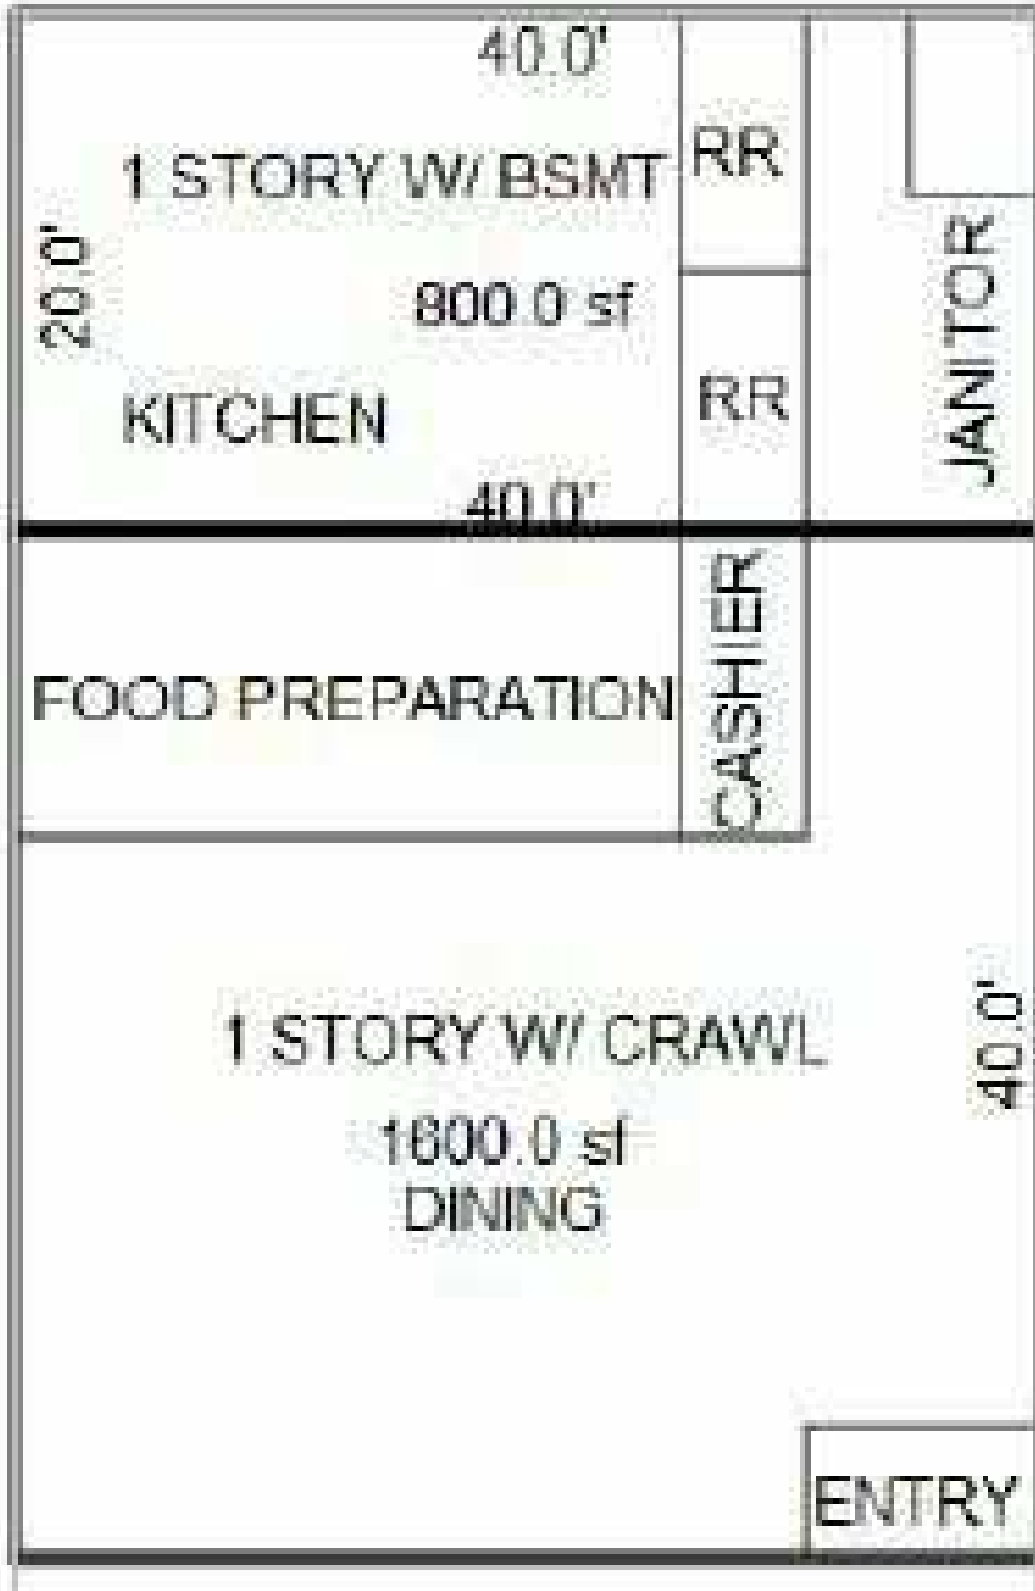 40.0'
1 STORY W/ BSMT
RR
20.0'
800.0 sf
KITCHEN
RR
JANITOR
40.0'
FOOD PREPARATION
CASHIER
1 STORY W/ CRAWL
40.0'
1600.0 sf
DINING
ENTRY